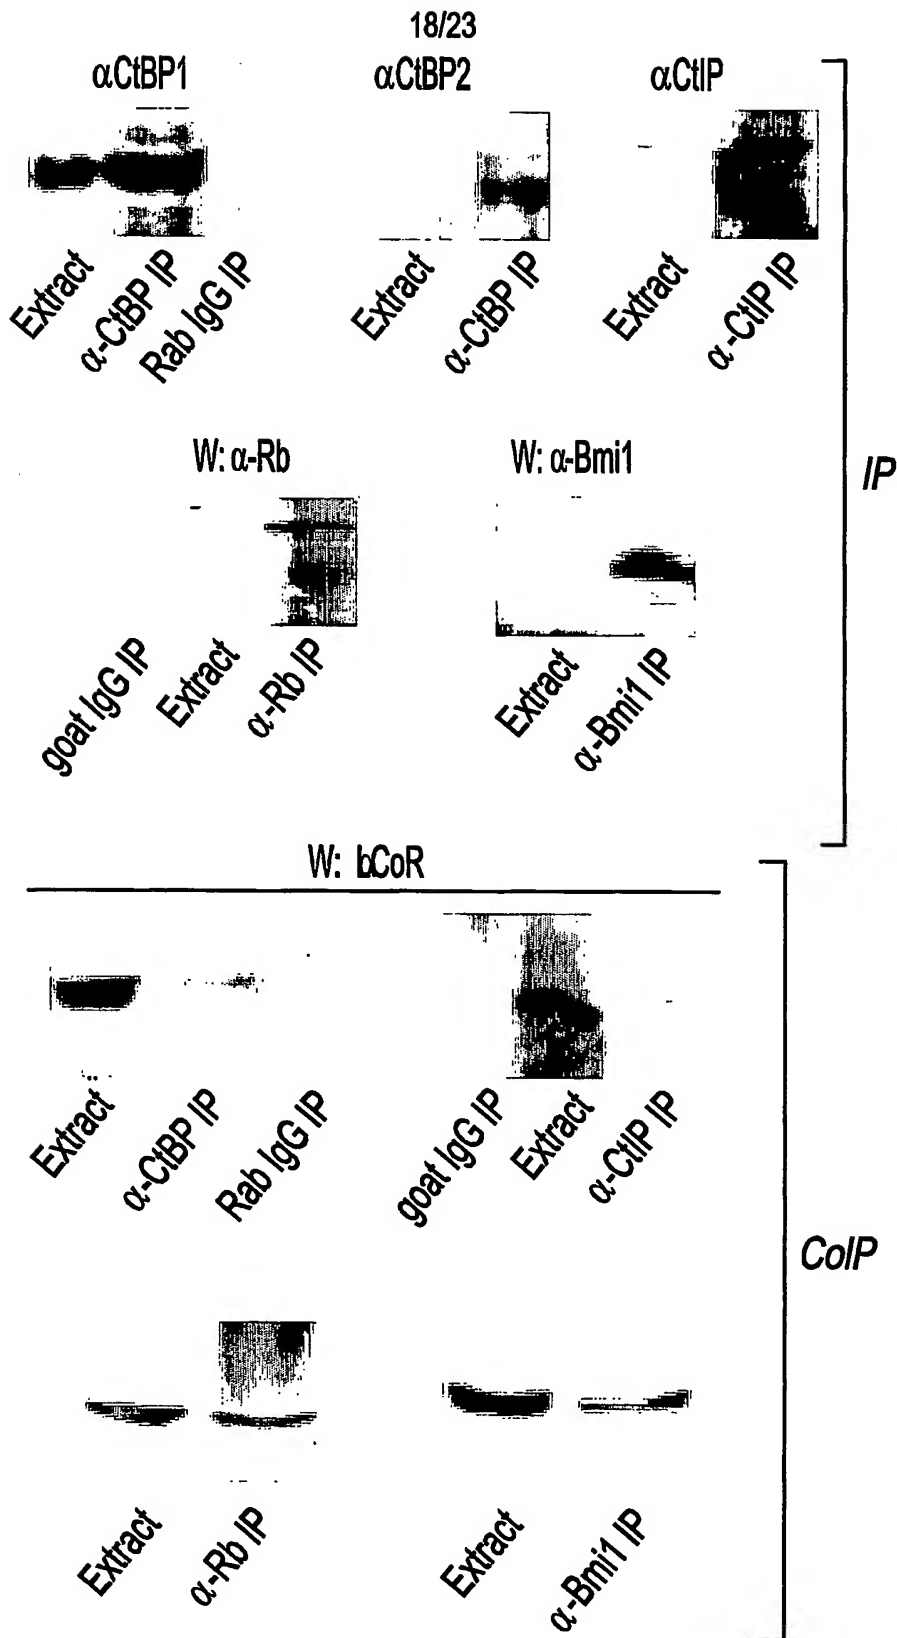 18/23
αCtBP1
αCtBP2
αCtIP
Extract
α-CtBP IP
Rab IgG IP
Extract
α-CtBP IP
Extract
α-CtIP IP
IP
W: α-Rb
W: α-Bmi1
goat IgG IP
Extract
α-Rb IP
Extract
α-Bmi1 IP
W: bCoR
Extract
α-CtBP IP
Rab IgG IP
goat IgG IP
Extract
α-CtIP IP
CoIP
Extract
α-Rb IP
Extract
α-Bmi1 IP